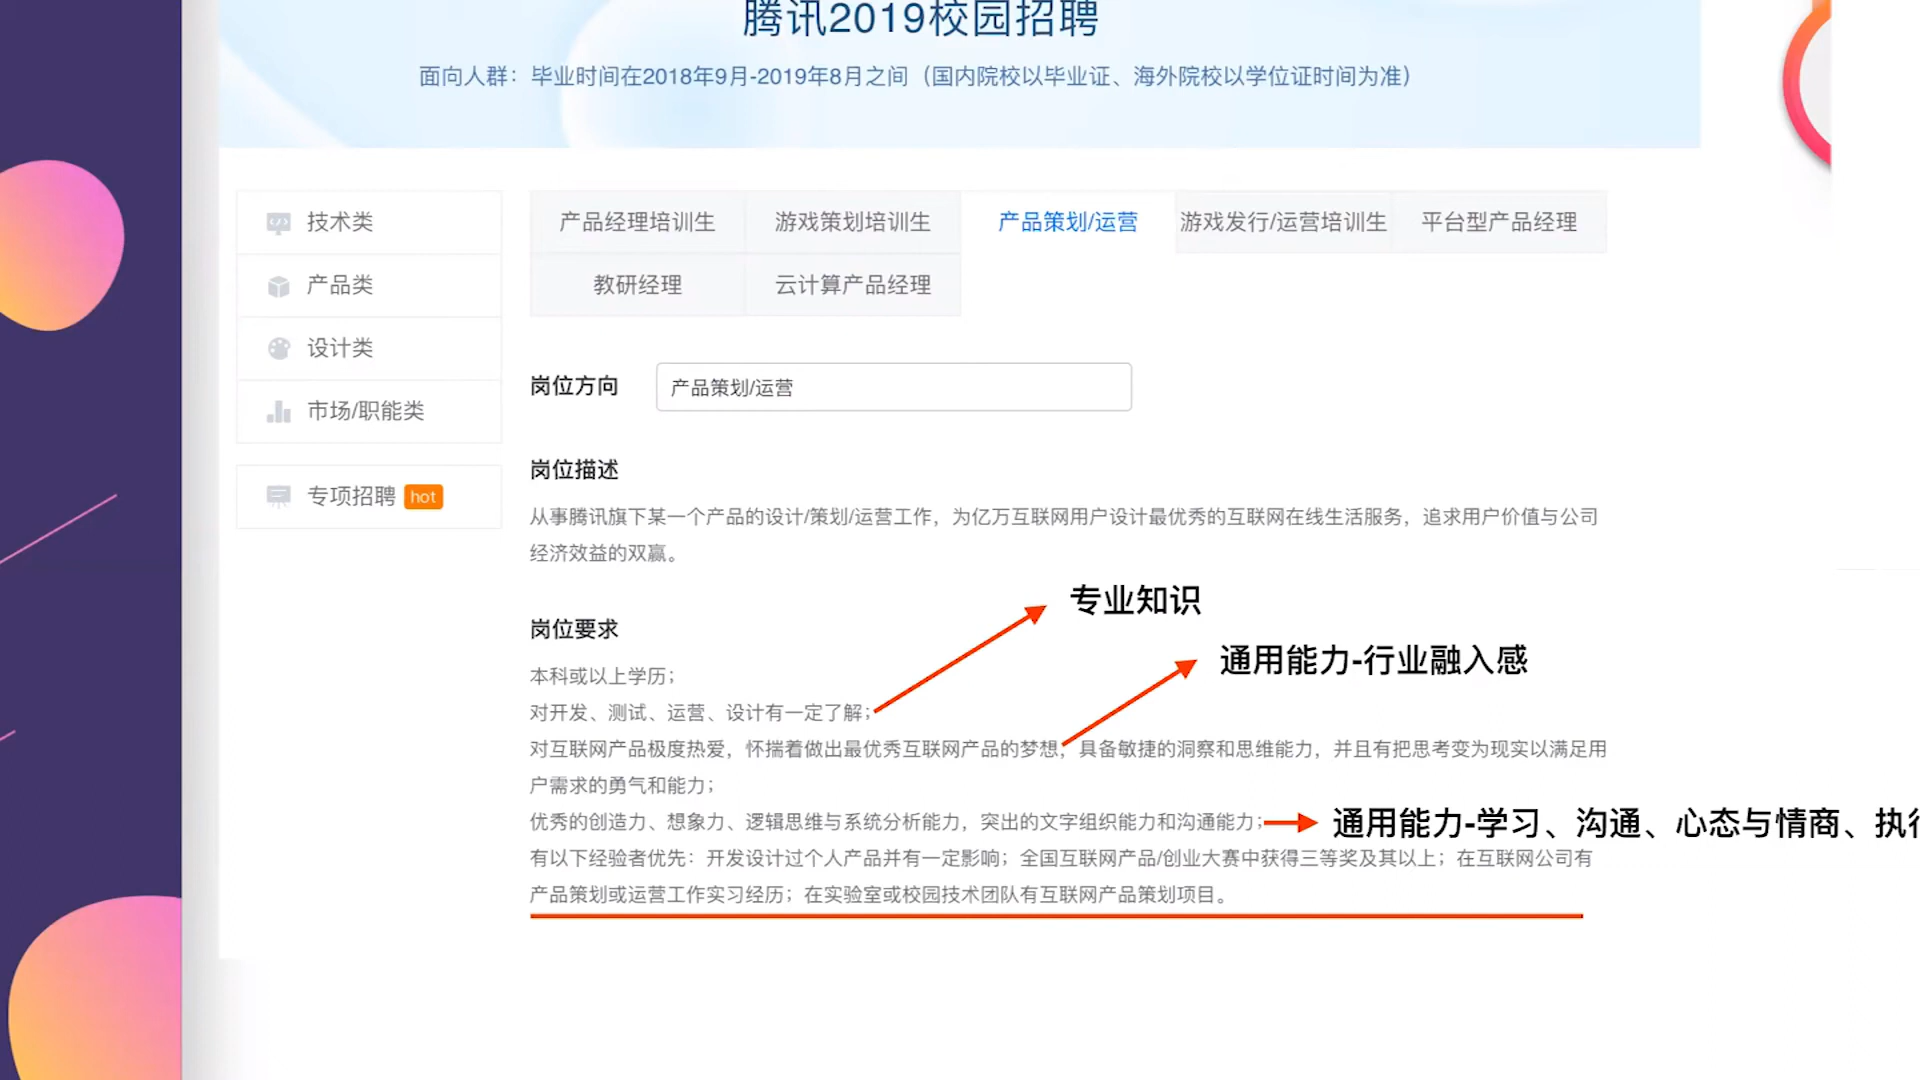 腾讯2019校园招聘
面向人群：毕业时间在2018年9月-2019年8月之间（国内院校以毕业证、海外院校以学位证时间为准）
技术类
产品类
设计类
市场/职能类
专项招聘 hot
产品经理培训生 游戏策划培训生 产品策划/运营 游戏发行/运营培训生 平台型产品经理
教研经理 云计算产品经理
岗位方向 产品策划/运营
岗位描述
从事腾讯旗下某一个产品的设计/策划/运营工作，为亿万互联网用户设计最优秀的互联网在线生活服务，追求用户价值与公司
经济效益的双赢。
专业知识
岗位要求
通用能力-行业融入感
本科或以上学历；
对开发、测试、运营、设计有一定了解；
对互联网产品极度热爱，怀揣着做出最优秀互联网产品的梦想，具备敏捷的洞察和思维能力，并且有把思考变为现实以满足用
户需求的勇气和能力；
优秀的创造力、想象力、逻辑思维与系统分析能力，突出的文字组织能力和沟通能力；
通用能力-学习、沟通、心态与情商、执行
有以下经验者优先：开发设计过个人产品并有一定影响；全国互联网产品/创业大赛中获得三等奖及其以上；在互联网公司有
产品策划或运营工作实习经历；在实验室或校园技术团队有互联网产品策划项目。